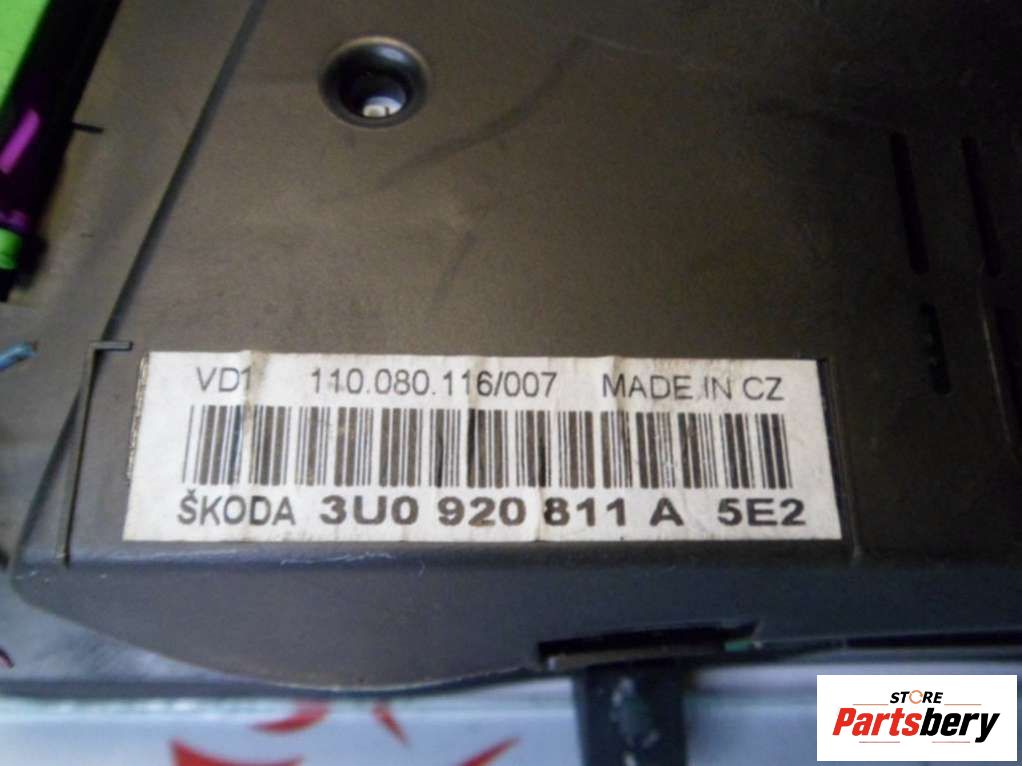 VD1 110.080.116/007 MADE IN CZ
ŠKODA 3U0 920 811 A 5E2
STORE
Partsbery